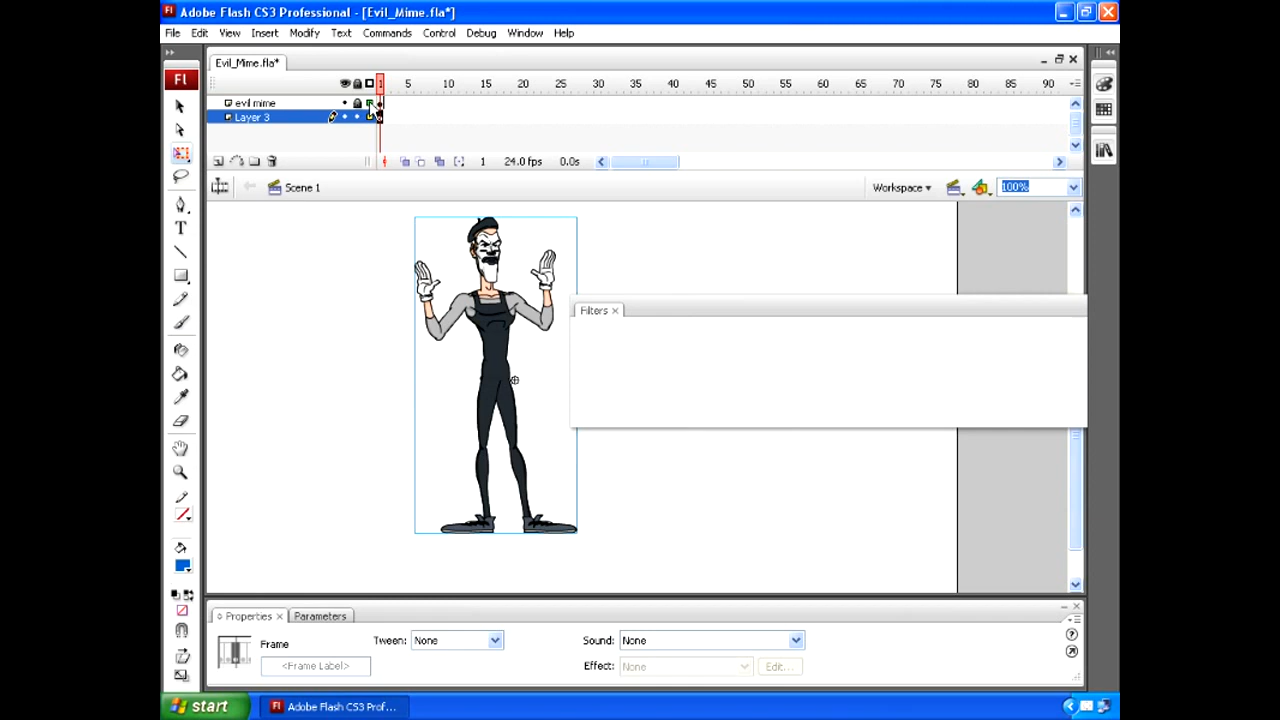 Adobe Flash CS3 Professional - [Evil_Mime.fla*]
File Edit View Insert Modify Text Commands Control Debug Window Help
Evil_Mime.fla*
Fl
1 5 10 15 20 25 30 35 40 45 50 55 60 65 70 75 80 85 90
evil mime
Layer 3
1 24.0 fps 0.0s
Scene 1
Workspace
100%
T
Filters
Properties
Parameters
Frame
Tween: None
Sound: None
<Frame Label>
Effect: None Edit...
start
Fl Adobe Flash CS3 Prof...